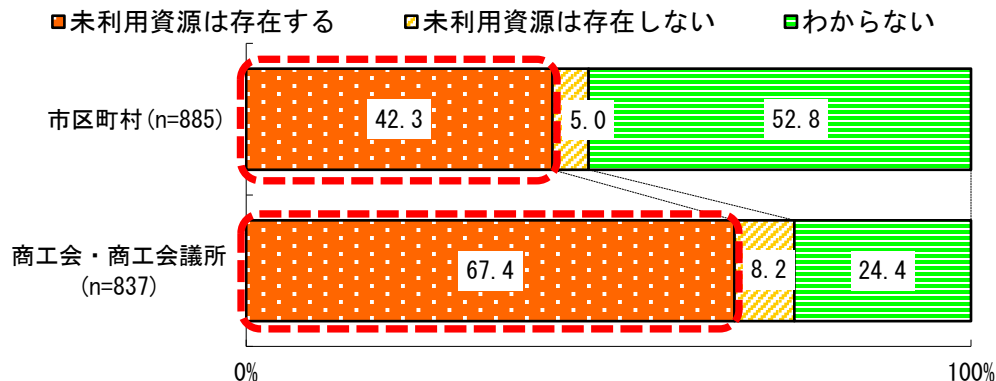 ■未利用資源は存在する ■未利用資源は存在しない ■わからない
市区町村(n=885)
42.3 5.0 52.8
商工会・商工会議所
(n=837)
67.4 8.2 24.4
0% 100%